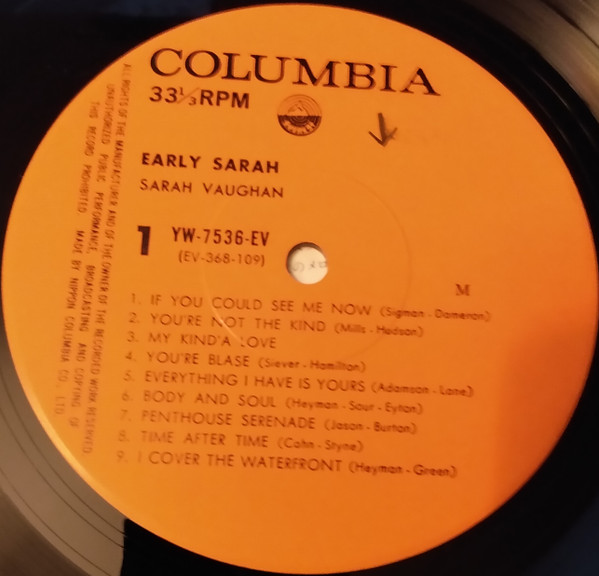 COLUMBIA
33⅓RPM
EARLY SARAH
SARAH VAUGHAN
1 YW-7536-EV
(EV-368-109)
M
1. IF YOU COULD SEE ME NOW (Sigman - Dameron)
2. YOU'RE NOT THE KIND (Mills - Hudson)
3. MY KIND'A LOVE
4. YOU'RE BLASE (Siever - Hamilton)
5. EVERYTHING I HAVE IS YOURS (Adamson - Lane)
6. BODY AND SOUL (Heyman - Sour - Eyton)
7. PENTHOUSE SERENADE (Jason - Burton)
8. TIME AFTER TIME (Cahn - Styne)
9. I COVER THE WATERFRONT (Heyman - Green)
ALL RIGHTS OF THE MANUFACTURER AND OF THE OWNER OF THE RECORDED WORK RESERVED
UNAUTHORIZED PUBLIC PERFORMANCE, BROADCASTING AND COPYING OF
THIS RECORD PROHIBITED MADE BY NIPPON COLUMBIA CO., LTD.